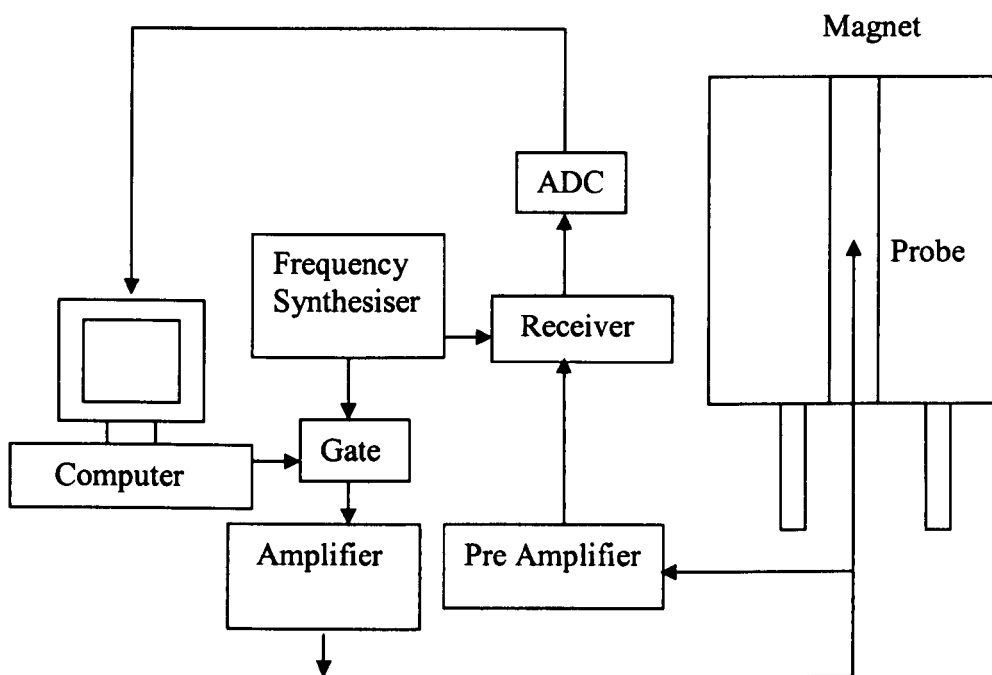 Magnet
ADC
Frequency
Synthesiser
Probe
Receiver
Gate
Computer
Amplifier
Pre Amplifier